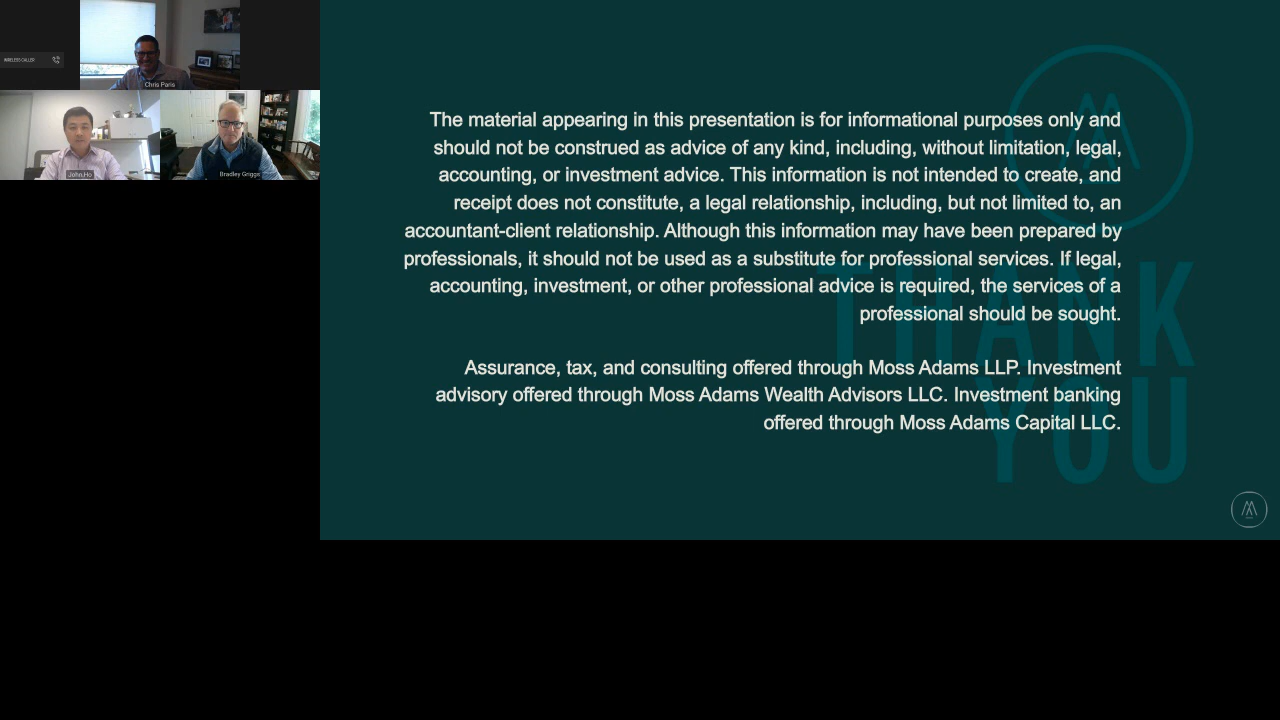 WIRELESS CALLER
Chris Paris
John.Ho
Bradley Griggs
The material appearing in this presentation is for informational purposes only and
should not be construed as advice of any kind, including, without limitation, legal,
accounting, or investment advice. This information is not intended to create, and
receipt does not constitute, a legal relationship, including, but not limited to, an
accountant-client relationship. Although this information may have been prepared by
professionals, it should not be used as a substitute for professional services. If legal,
accounting, investment, or other professional advice is required, the services of a
professional should be sought.
Assurance, tax, and consulting offered through Moss Adams LLP. Investment
advisory offered through Moss Adams Wealth Advisors LLC. Investment banking
offered through Moss Adams Capital LLC.
THANK
YOU